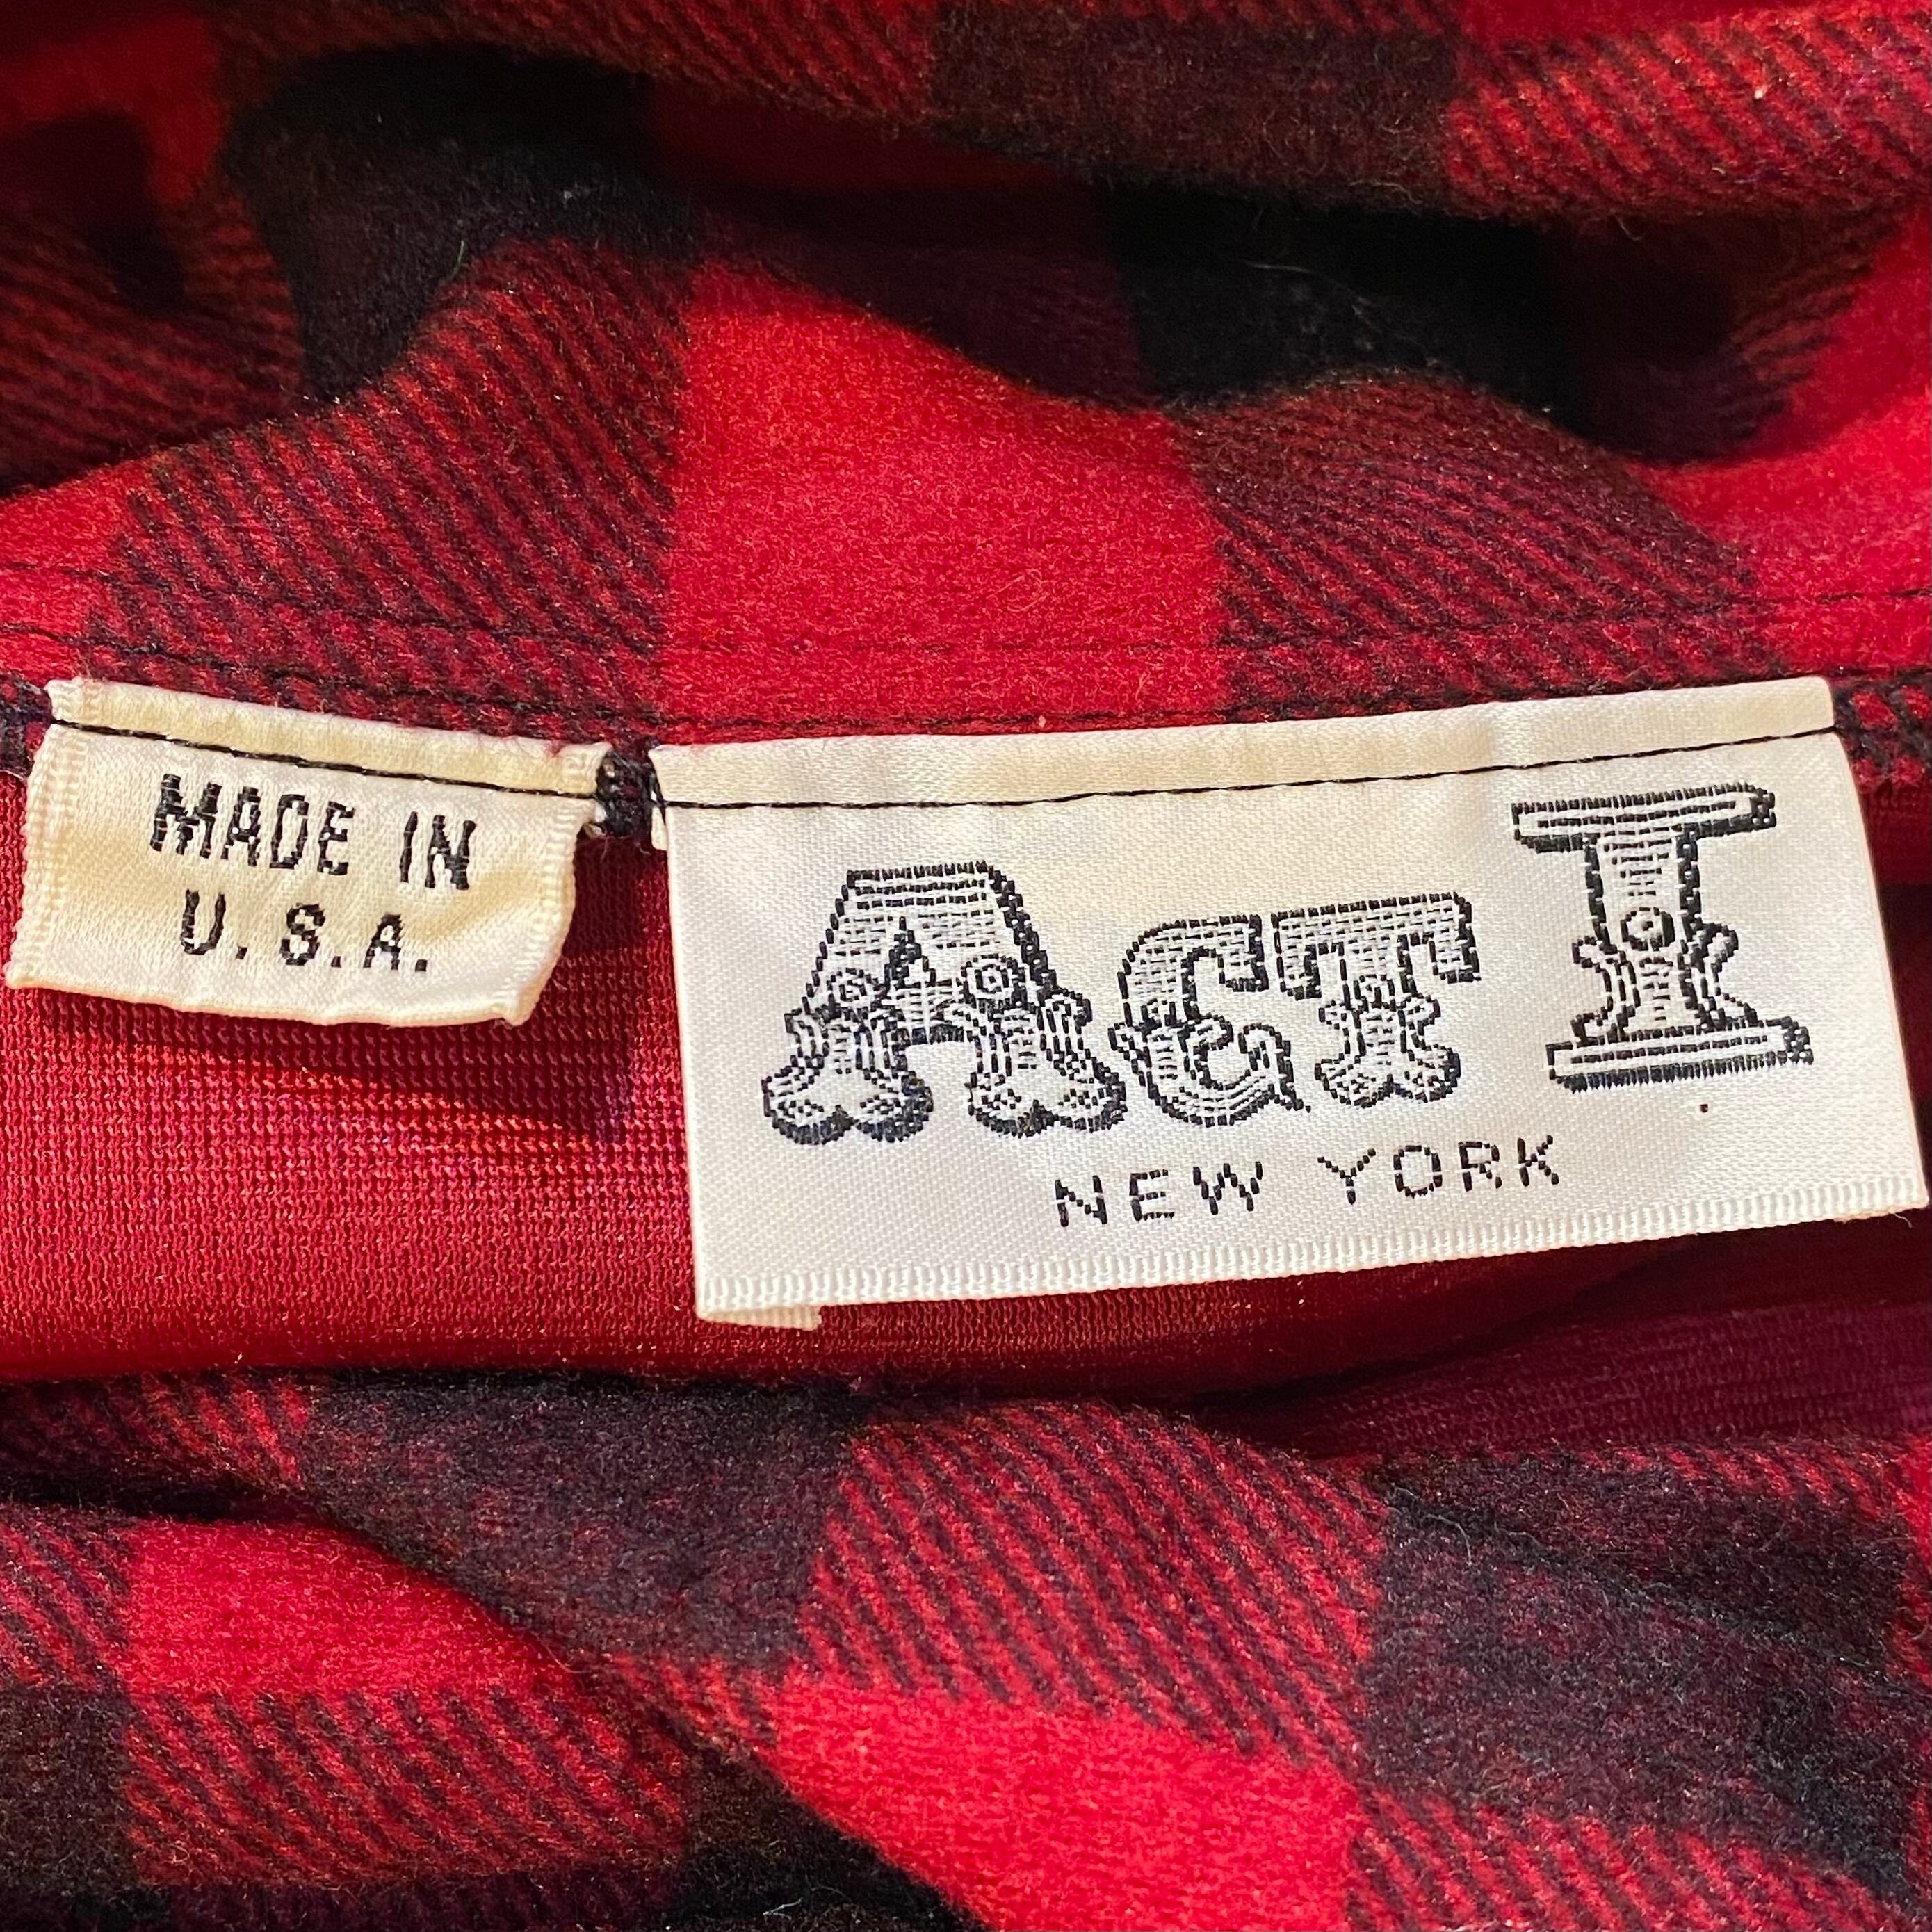 MADE IN
U.S.A.
ACT I
NEW YORK